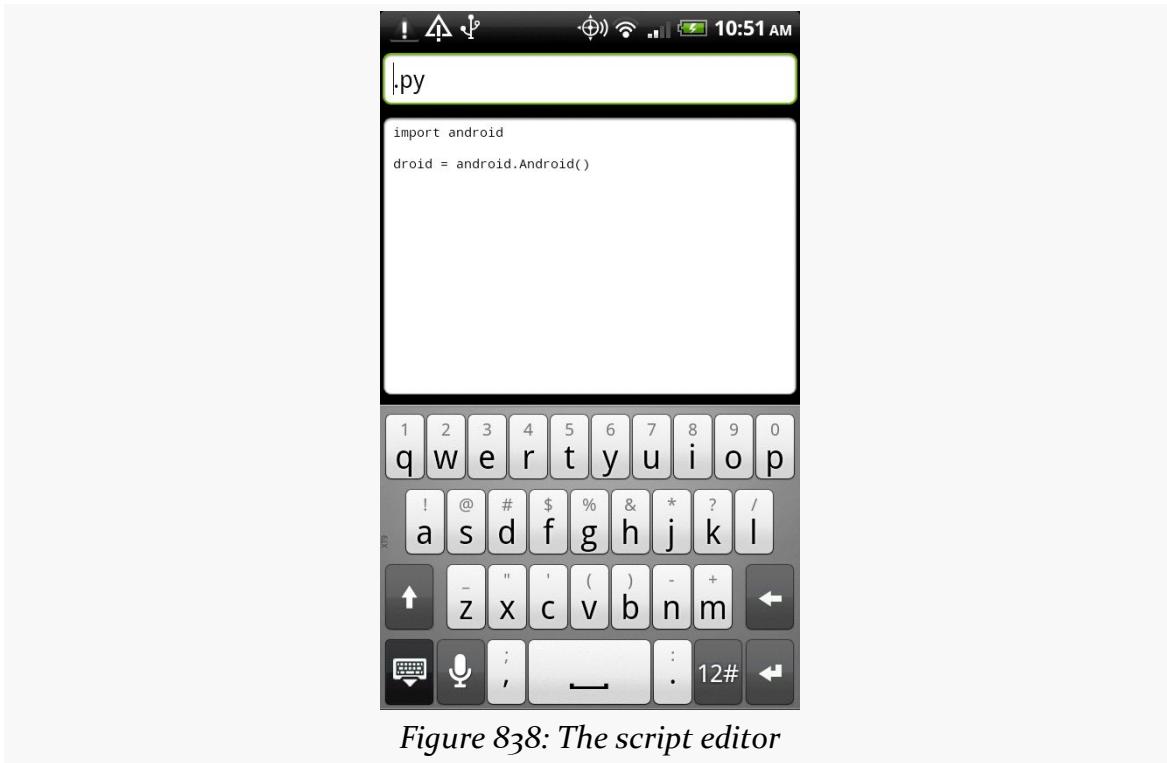 10:51 AM
.py
import android
droid = android.Android()
1 2 3 4 5 6 7 8 9 0
q w e r t y u i o p
! @ # $ % & * ? /
a s d f g h j k l
XT9
_ " ' ( ) - +
z x c v b n m
; :
, . 12#
Figure 838: The script editor